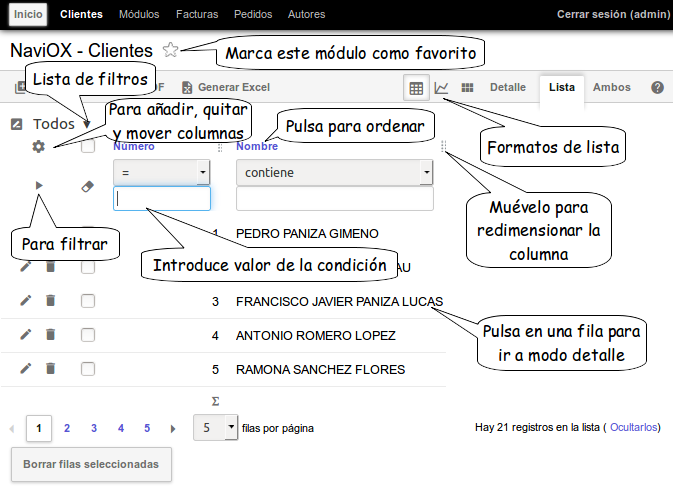 Inicio Clientes Módulos Facturas Pedidos Autores Cerrar sesión (admin)
NaviOX - Clientes
Marca este módulo como favorito
Lista de filtros
Generar Excel
Detalle Lista Ambos
Para añadir, quitar
y mover columnas
Pulsa para ordenar
Formatos de lista
Todos
Número Nombre
= contiene
Muévelo para
redimensionar la
columna
Para filtrar
Introduce valor de la condición
1 PEDRO PANIZA GIMENO
3 FRANCISCO JAVIER PANIZA LUCAS
4 ANTONIO ROMERO LOPEZ
Pulsa en una fila para
ir a modo detalle
5 RAMONA SANCHEZ FLORES
Σ
1 2 3 4 5 5 filas por página Hay 21 registros en la lista ( Ocultarlos)
Borrar filas seleccionadas